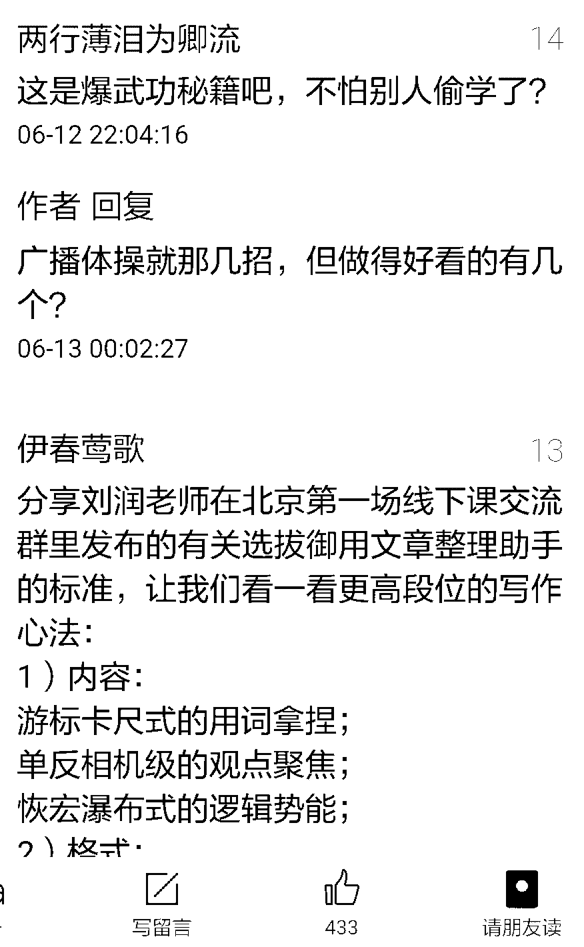 两行薄泪为卿流 14
这是爆武功秘籍吧，不怕别人偷学了？
06-12 22:04:16
作者 回复
广播体操就那几招，但做得好看的有几
个？
06-13 00:02:27
伊春莺歌 13
分享刘润老师在北京第一场线下课交流
群里发布的有关选拔御用文章整理助手
的标准，让我们看一看更高段位的写作
心法：
1）内容：
游标卡尺式的用词拿捏；
单反相机级的观点聚焦；
恢宏瀑布式的逻辑势能；
2）格式：
写留言 433 请朋友读